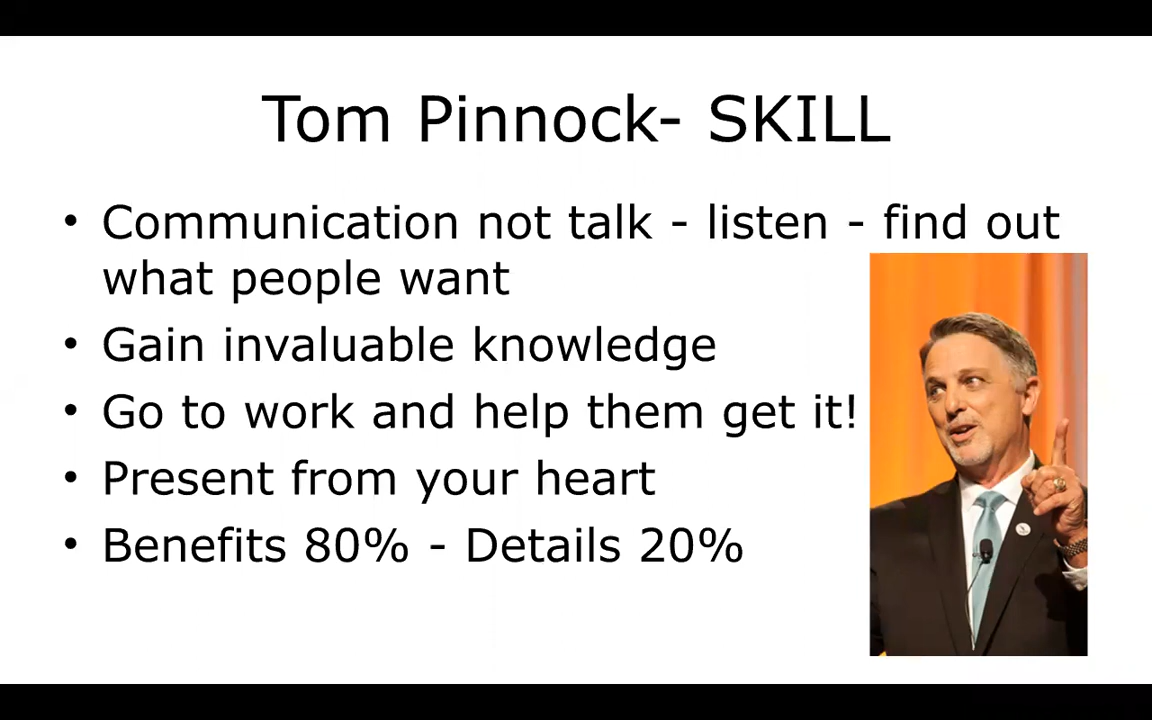 Tom Pinnock- SKILL
• Communication not talk - listen - find out
what people want
• Gain invaluable knowledge
• Go to work and help them get it!
• Present from your heart
• Benefits 80% - Details 20%